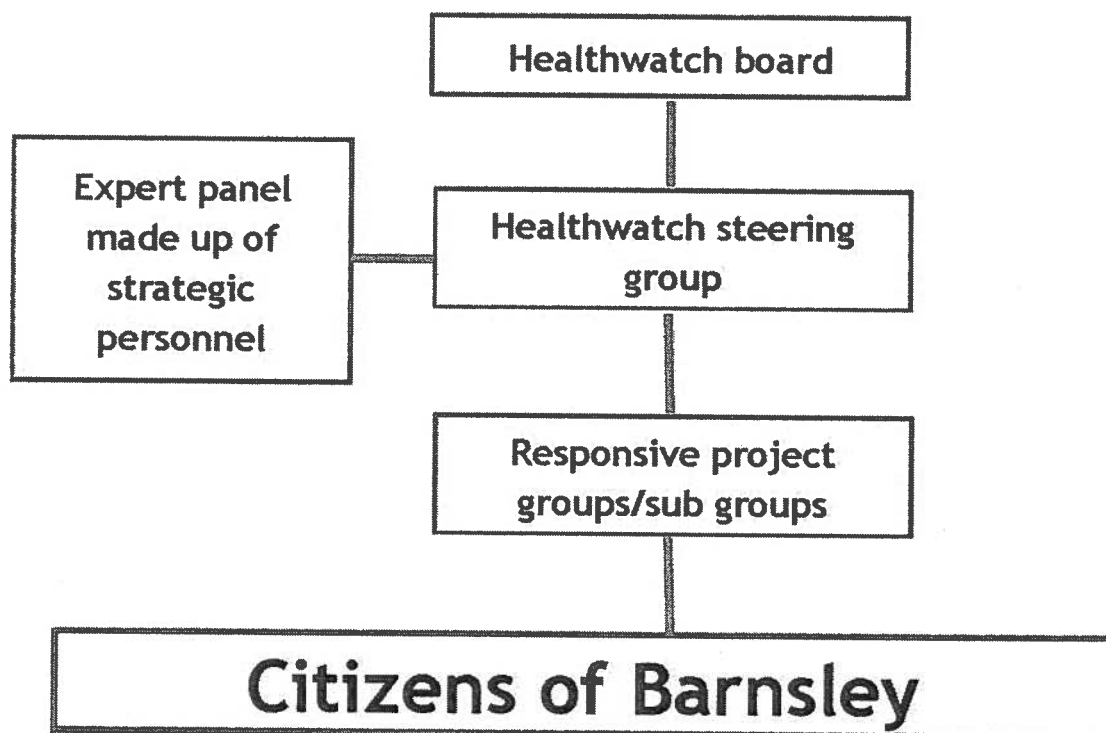 Healthwatch board
Expert panel
made up of
strategic
personnel
Healthwatch steering
group
Responsive project
groups/sub groups
Citizens of Barnsley